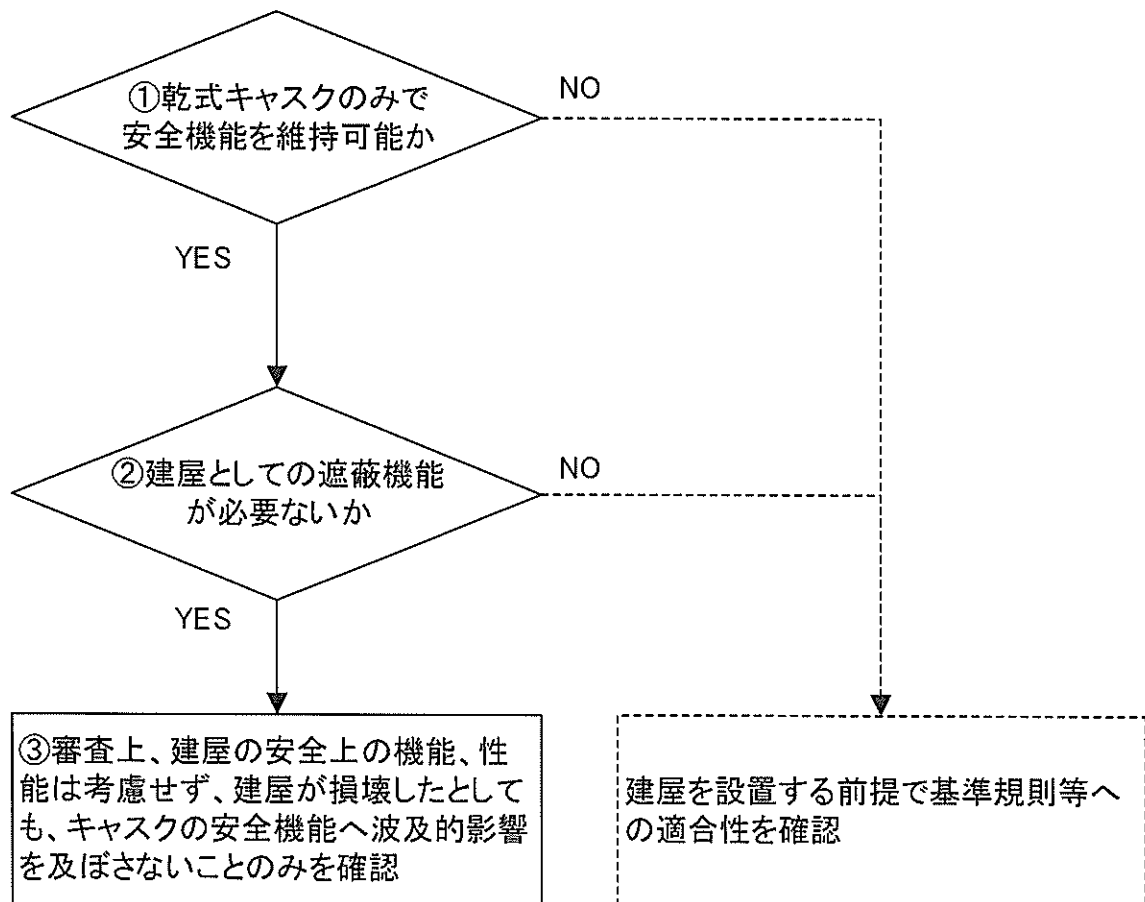 ①乾式キャスクのみで
安全機能を維持可能か
NO
YES
②建屋としての遮蔽機能
が必要ないか
NO
YES
③審査上、建屋の安全上の機能、性
能は考慮せず、建屋が損壊したとして
も、キャスクの安全機能へ波及的影響
を及ぼさないことのみを確認
建屋を設置する前提で基準規則等へ
の適合性を確認